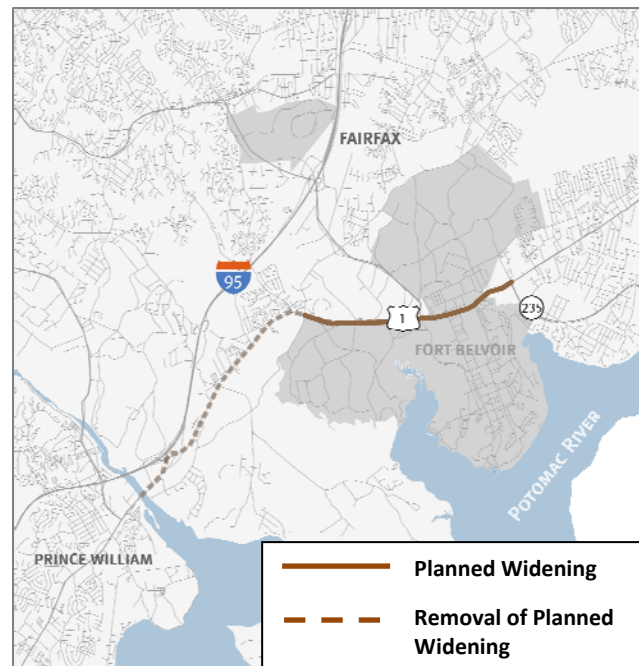 FAIRFAX
95
1
235
FORT BELVOIR
POTOMAC RIVER
PRINCE WILLIAM
Planned Widening
Removal of Planned
Widening